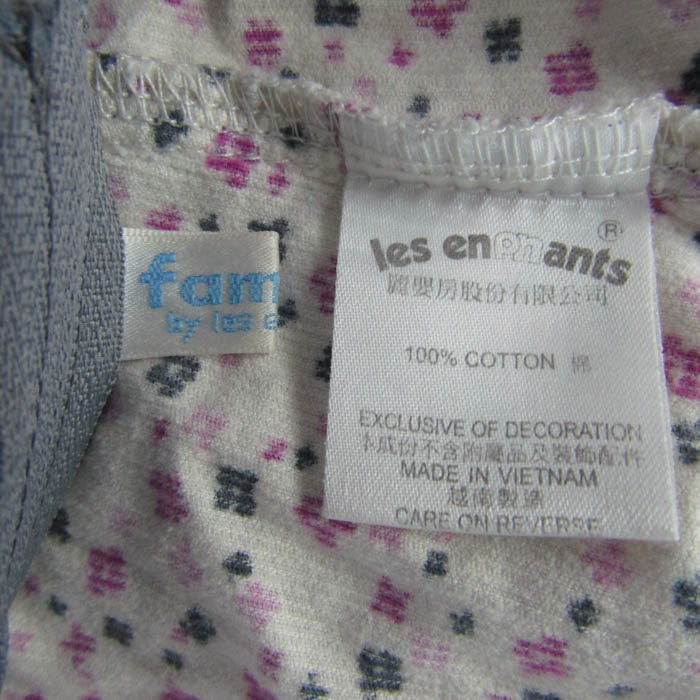 fam
by les e
les enphants®
麗嬰房股份有限公司
100% COTTON 棉
EXCLUSIVE OF DECORATION
本成份不含附屬品及裝飾配件
MADE IN VIETNAM
越南製造
CARE ON REVERSE